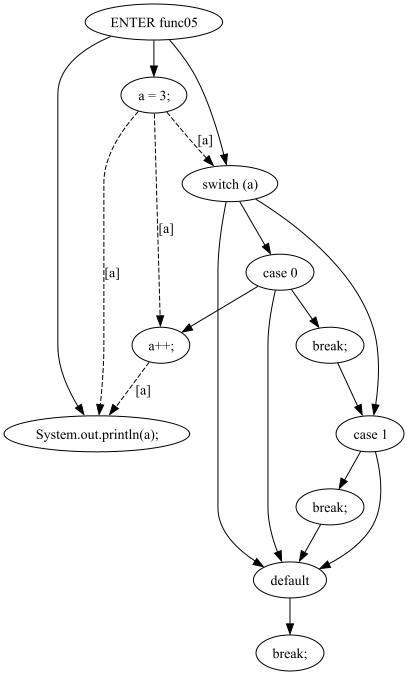 ENTER func05
a = 3;
[a]
switch (a)
[a]
case 0
[a]
a++;
break;
[a]
System.out.println(a);
case 1
break;
default
break;